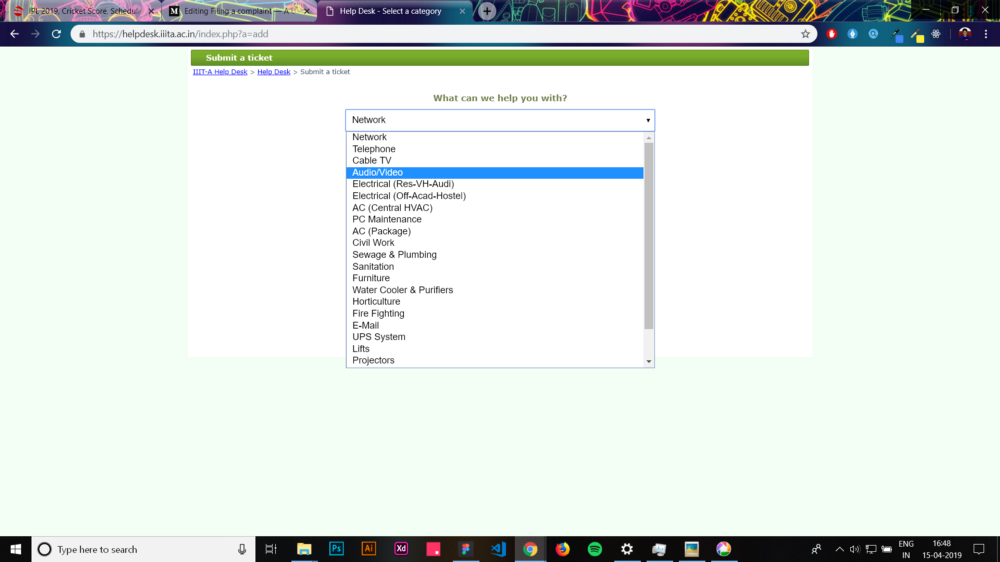 IPL 2019, Cricket Score, Schedul
Editing Filing a complaint — A
Help Desk - Select a category
https://helpdesk.iiita.ac.in/index.php?a=add
Submit a ticket
IIIT-A Help Desk > Help Desk > Submit a ticket
What can we help you with?
Network
Network
Telephone
Cable TV
Audio/Video
Electrical (Res-VH-Audi)
Electrical (Off-Acad-Hostel)
AC (Central HVAC)
PC Maintenance
AC (Package)
Civil Work
Sewage & Plumbing
Sanitation
Furniture
Water Cooler & Purifiers
Horticulture
Fire Fighting
E-Mail
UPS System
Lifts
Projectors
Type here to search
Ps
Ai
Xd
ENG
IN
16:48
15-04-2019